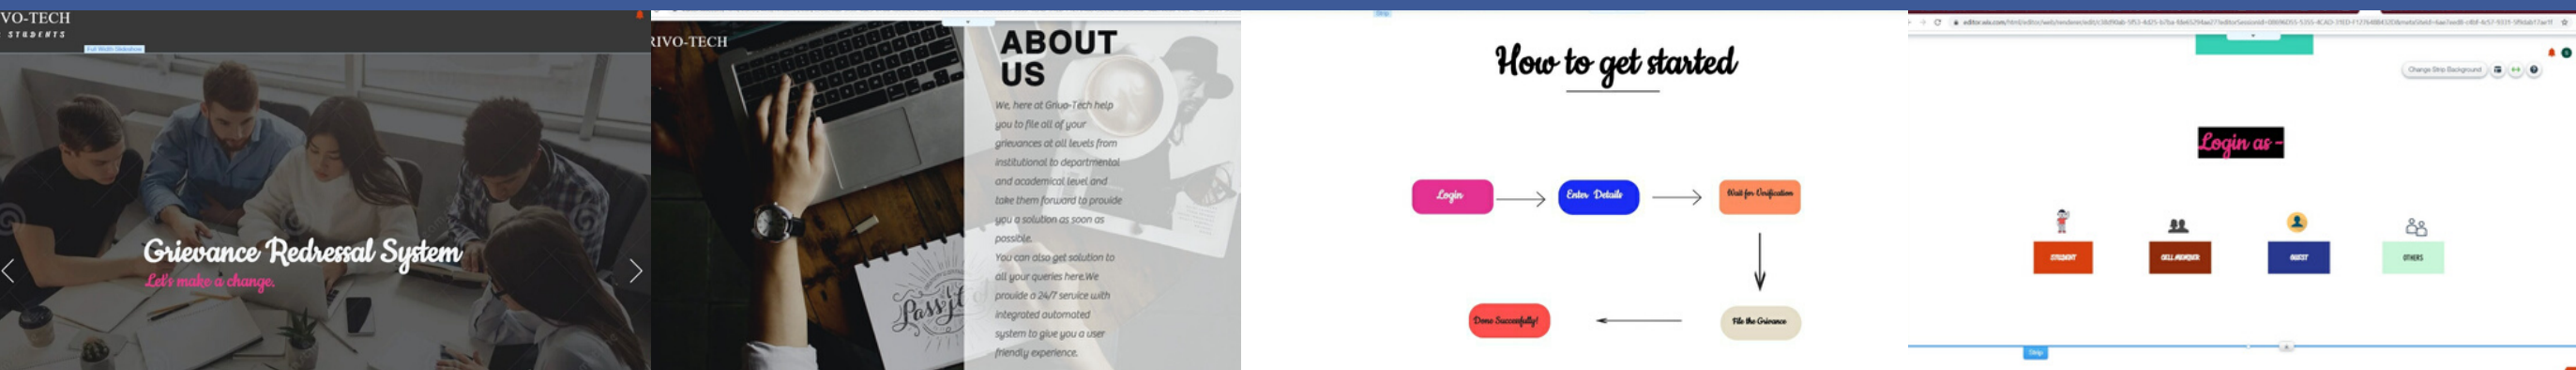 VO-TECH
STUDENTS
Full Width Slideshow
Grievance Redressal System
Let's make a change.
RIVO-TECH
ABOUT
US
We, here at Grivo-Tech help
you to file all of your
grievances at all levels from
institutional to departmental
and academical level and
take them forward to provide
you a solution as soon as
possible.
You can also get solution to
all your queries here.We
provide a 24/7 service with
integrated automated
system to give you a user
friendly experience.
Strip
How to get started
Login
Enter Details
Wait for Verification
File the Grievance
Done Successfully!
Change Strip Background
Login as -
STUDENT
CELL MEMBER
GUEST
OTHERS
Strip